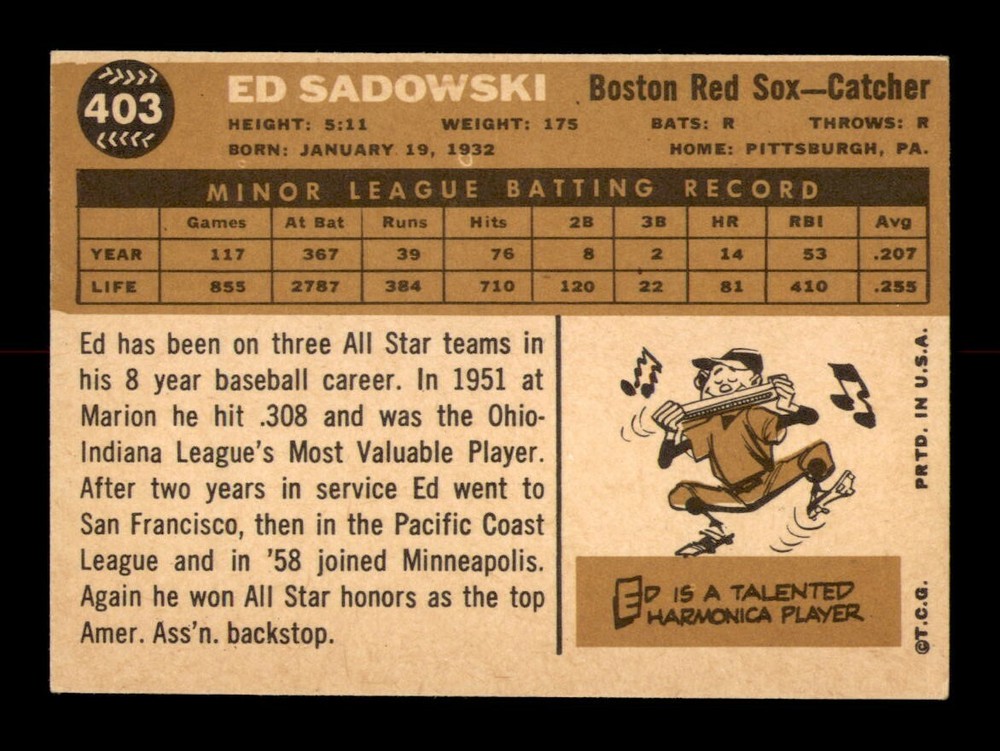 403
ED SADOWSKI Boston Red Sox—Catcher
HEIGHT: 5:11 WEIGHT: 175 BATS: R THROWS: R
BORN: JANUARY 19, 1932 HOME: PITTSBURGH, PA.
MINOR LEAGUE BATTING RECORD
Games At Bat Runs Hits 2B 3B HR RBI Avg
YEAR 117 367 39 76 8 2 14 53 .207
LIFE 855 2787 384 710 120 22 81 410 .255
Ed has been on three All Star teams in
his 8 year baseball career. In 1951 at
Marion he hit .308 and was the Ohio-
Indiana League's Most Valuable Player.
After two years in service Ed went to
San Francisco, then in the Pacific Coast
League and in '58 joined Minneapolis.
Again he won All Star honors as the top
Amer. Ass'n. backstop.
ED IS A TALENTED
HARMONICA PLAYER
©T.C.G. PRTD. IN U.S.A.